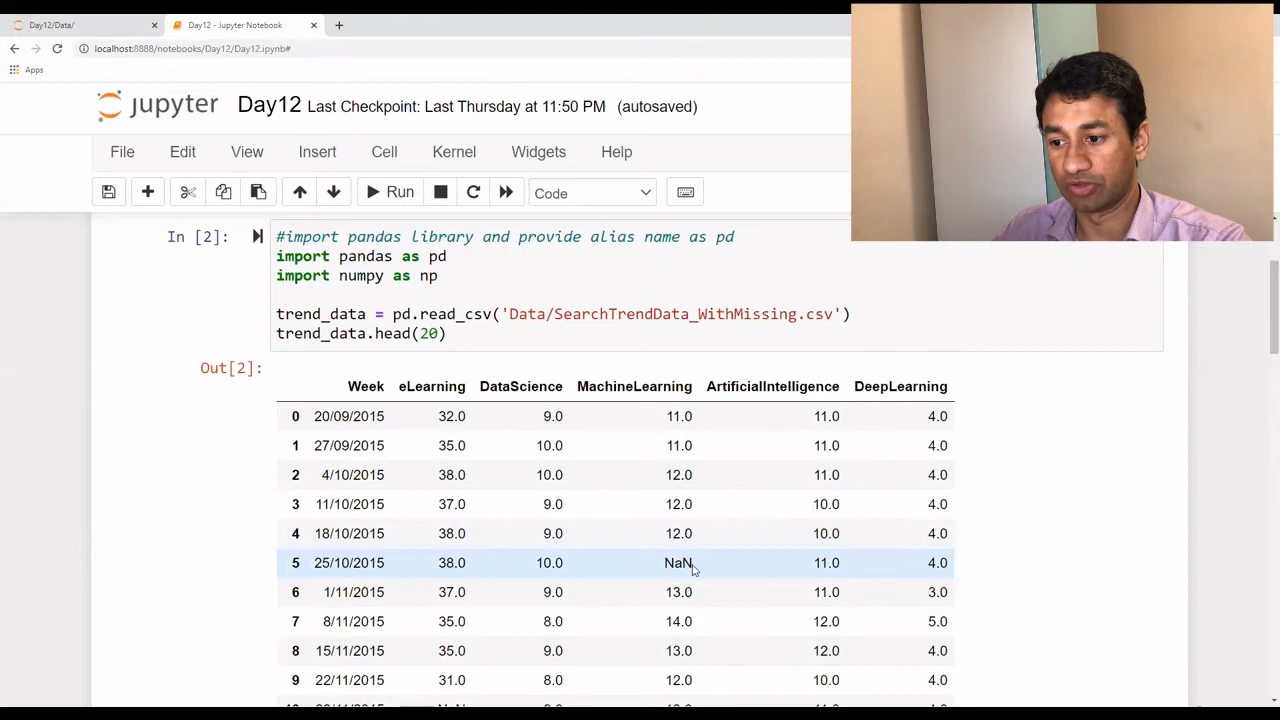 Day12/Data/ Day12 - Jupyter Notebook
localhost:8888/notebooks/Day12/Day12.ipynb#
Apps
jupyter Day12 Last Checkpoint: Last Thursday at 11:50 PM (autosaved)
File Edit View Insert Cell Kernel Widgets Help
Run Code
In [2]: #import pandas library and provide alias name as pd
import pandas as pd
import numpy as np
trend_data = pd.read_csv('Data/SearchTrendData_WithMissing.csv')
trend_data.head(20)
Out[2]:
Week eLearning DataScience MachineLearning ArtificialIntelligence DeepLearning
0 20/09/2015 32.0 9.0 11.0 11.0 4.0
1 27/09/2015 35.0 10.0 11.0 11.0 4.0
2 4/10/2015 38.0 10.0 12.0 11.0 4.0
3 11/10/2015 37.0 9.0 12.0 10.0 4.0
4 18/10/2015 38.0 9.0 12.0 10.0 4.0
5 25/10/2015 38.0 10.0 NaN 11.0 4.0
6 1/11/2015 37.0 9.0 13.0 11.0 3.0
7 8/11/2015 35.0 8.0 14.0 12.0 5.0
8 15/11/2015 35.0 9.0 13.0 12.0 4.0
9 22/11/2015 31.0 8.0 12.0 10.0 4.0